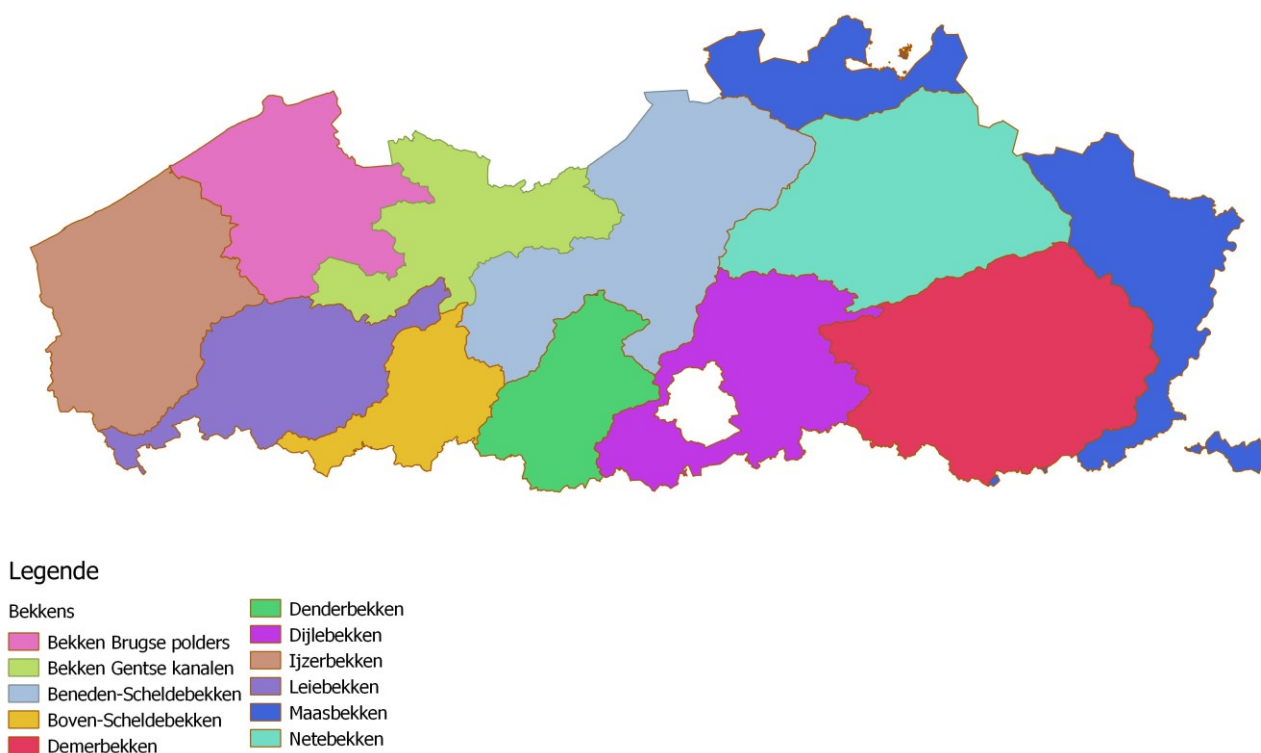 Legende
Bekkens
Bekken Brugse polders
Bekken Gentse kanalen
Beneden-Scheldebekken
Boven-Scheldebekken
Demerbekken
Denderbekken
Dijlebekken
Ijzerbekken
Leiebekken
Maasbekken
Netebekken